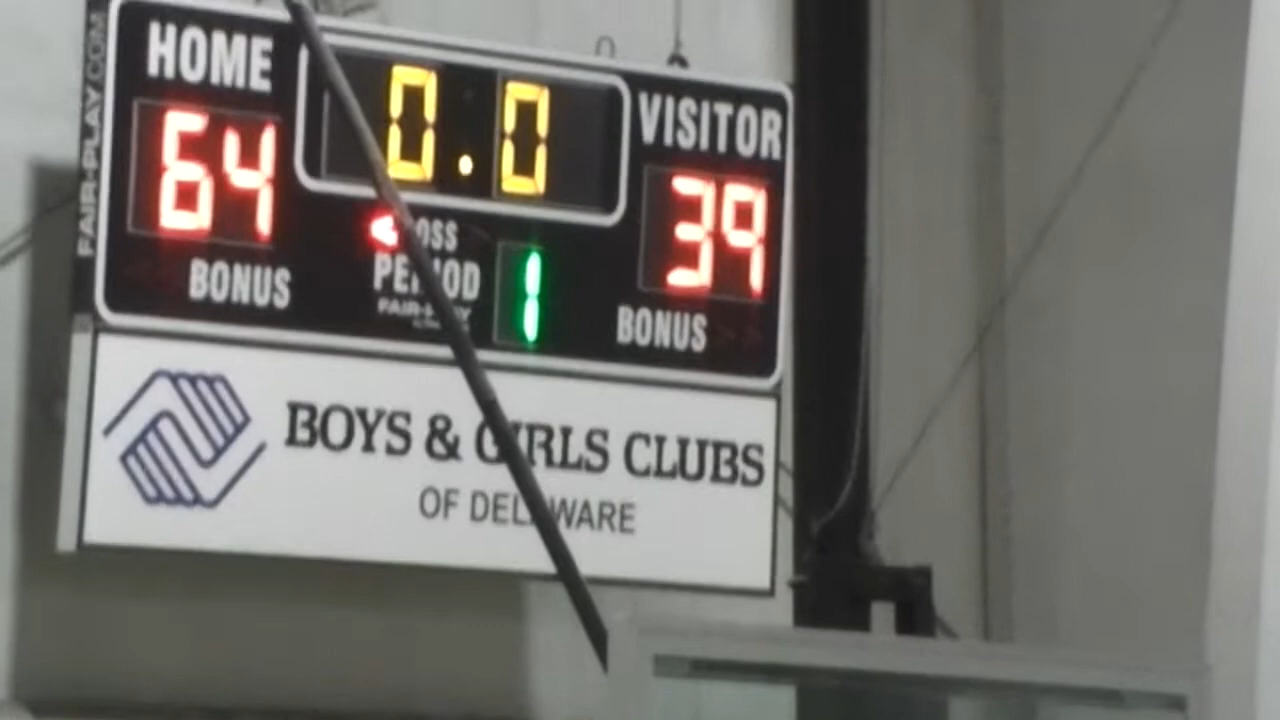 FAIR-PLAY.COM
HOME 0.0 VISITOR
64 39
POSS
BONUS PERIOD 1 BONUS
FAIR-PLAY
BOYS & GIRLS CLUBS
OF DELAWARE